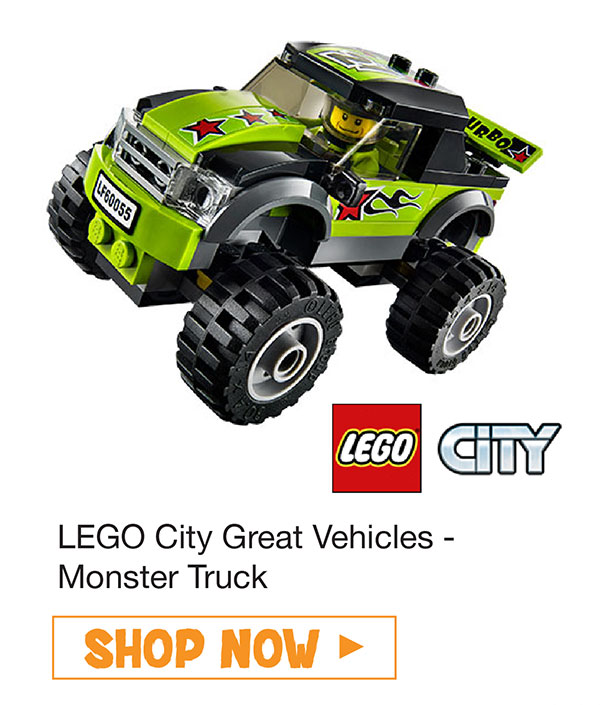 TURBO
LF60055
LEGO
CITY
LEGO City Great Vehicles -
Monster Truck
SHOP NOW